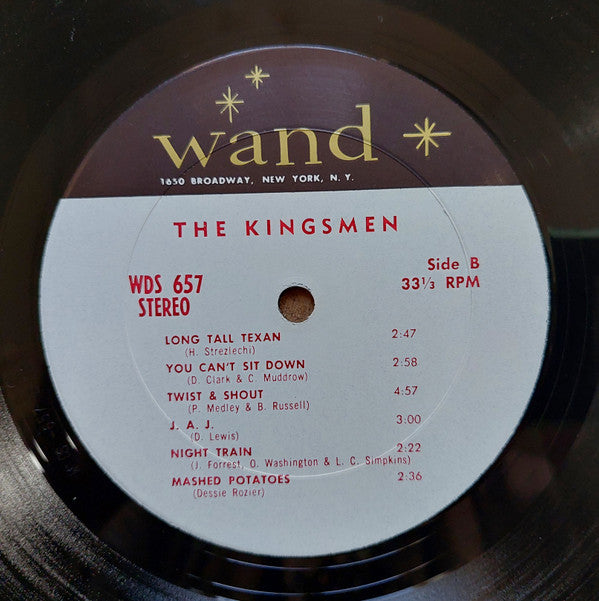 wand
1650 BROADWAY, NEW YORK, N. Y.
THE KINGSMEN
WDS 657
STEREO
Side B
33⅓ RPM
LONG TALL TEXAN 2:47
(H. Strezlechi)
YOU CAN'T SIT DOWN 2:58
(D. Clark & C. Muddrow)
TWIST & SHOUT 4:57
(P. Medley & B. Russell)
J. A. J. 3:00
(D. Lewis)
NIGHT TRAIN 2:22
(J. Forrest, O. Washington & L. C. Simpkins)
MASHED POTATOES 2:36
(Dessie Rozier)